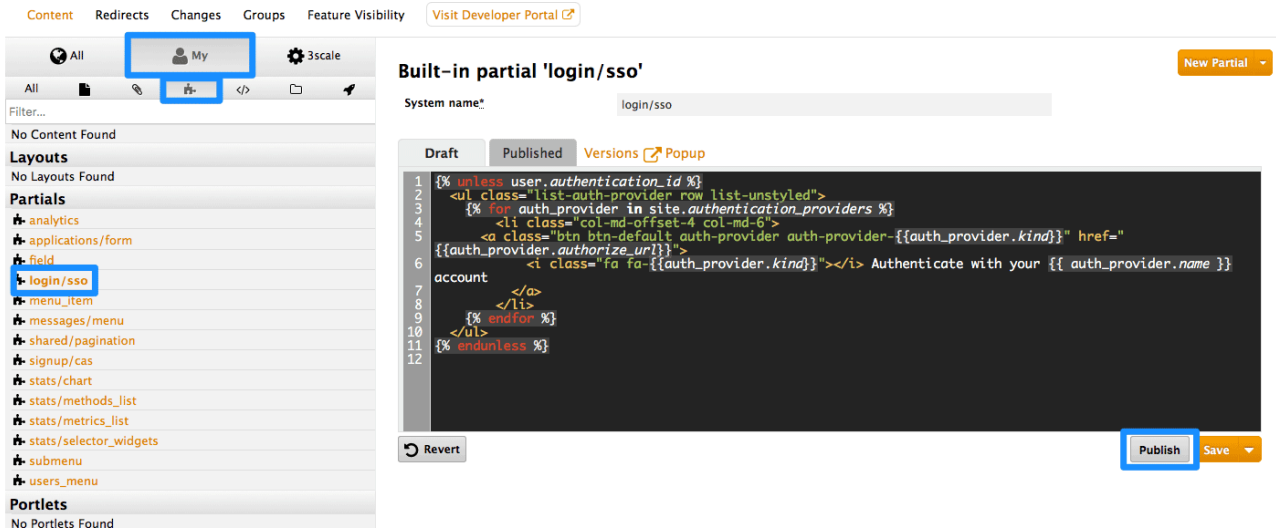 Content Redirects Changes Groups Feature Visibility Visit Developer Portal
All My 3scale
All
Filter...
No Content Found
Layouts
No Layouts Found
Partials
analytics
applications/form
field
login/sso
menu_item
messages/menu
shared/pagination
signup/cas
stats/chart
stats/methods_list
stats/metrics_list
stats/selector_widgets
submenu
users_menu
Portlets
No Portlets Found
Built-in partial 'login/sso'
New Partial
System name* login/sso
Draft Published Versions Popup
1 {% unless user.authentication_id %}
2 <ul class="list-auth-provider row list-unstyled">
3 {% for auth_provider in site.authentication_providers %}
4 <li class="col-md-offset-4 col-md-6">
5 <a class="btn btn-default auth-provider auth-provider-{{auth_provider.kind}}" href="
{{auth_provider.authorize_url}}">
6 <i class="fa fa-{{auth_provider.kind}}"></i> Authenticate with your {{ auth_provider.name }}
account
7 </a>
8 </li>
9 {% endfor %}
10 </ul>
11 {% endunless %}
12
Revert Publish Save